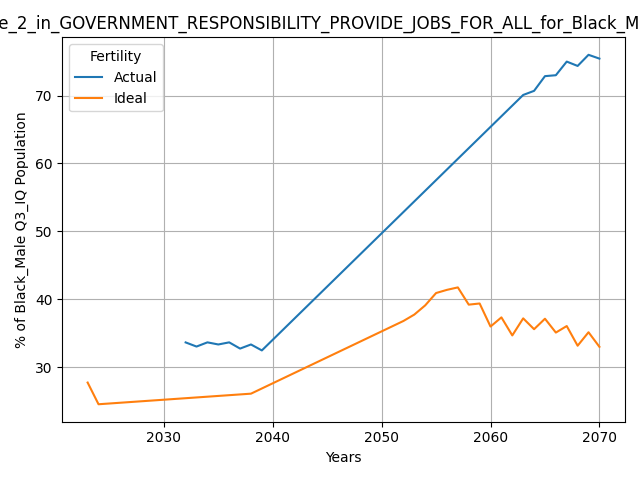 e_2_in_GOVERNMENT_RESPONSIBILITY_PROVIDE_JOBS_FOR_ALL_for_Black_M
Fertility
Actual
Ideal
% of Black_Male Q3_IQ Population
70
60
50
40
30
2030
2040
2050
2060
2070
Years